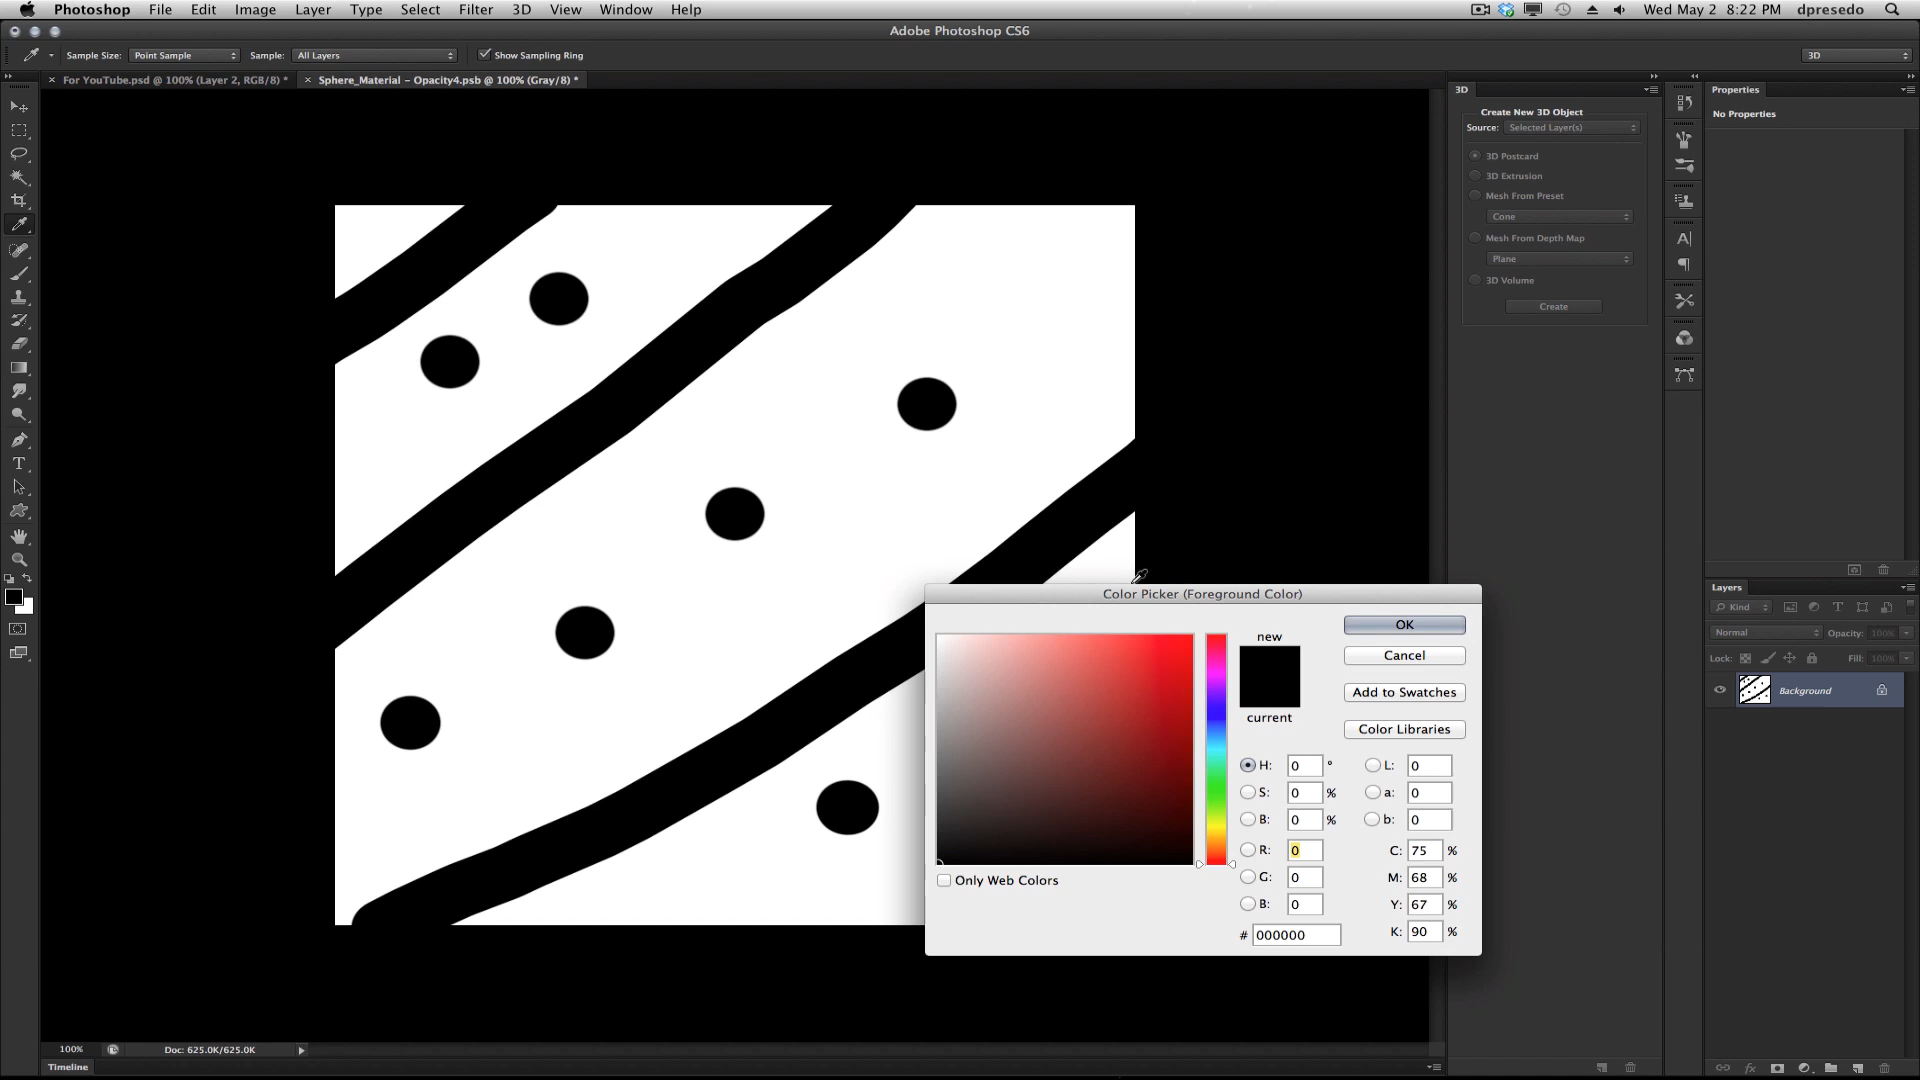 Photoshop File Edit Image Layer Type Select Filter 3D View Window Help Wed May 2 8:22 PM dpresedo
Adobe Photoshop CS6
Sample Size: Point Sample Sample: All Layers Show Sampling Ring 3D
× For YouTube.psd @ 100% (Layer 2, RGB/8) * × Sphere_Material – Opacity4.psb @ 100% (Gray/8) *
3D
Create New 3D Object
Source: Selected Layer(s)
3D Postcard
3D Extrusion
Mesh From Preset
Cone
Mesh From Depth Map
Plane
3D Volume
Create
Properties
No Properties
Color Picker (Foreground Color)
new
current
OK
Cancel
Add to Swatches
Color Libraries
H: 0 °
S: 0 %
B: 0 %
R: 0
G: 0
B: 0
# 000000
L: 0
a: 0
b: 0
C: 75 %
M: 68 %
Y: 67 %
K: 90 %
Only Web Colors
Layers
Kind
Normal Opacity: 100%
Lock: Fill: 100%
Background
100% Doc: 625.0K/625.0K
Timeline